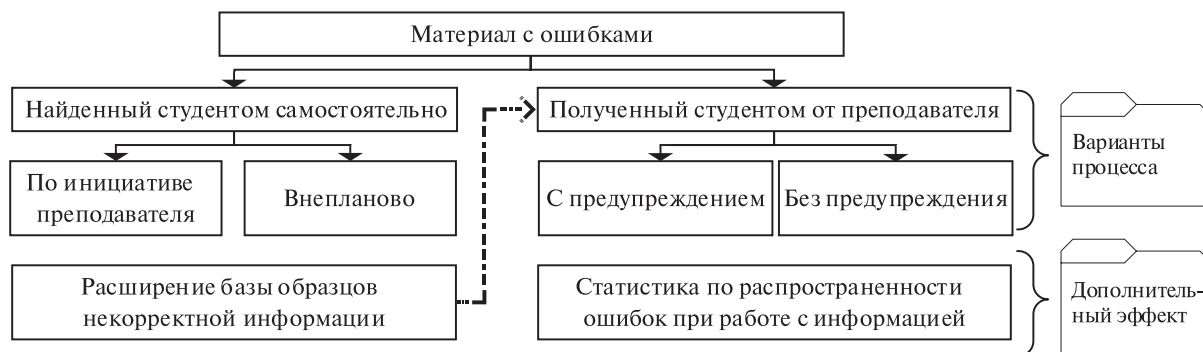 Материал с ошибками
Найденный студентом самостоятельно
Полученный студентом от преподавателя
По инициативе
преподавателя
Внепланово
С предупреждением
Без предупреждения
Варианты
процесса
Расширение базы образцов
некорректной информации
Статистика по распространенности
ошибок при работе с информацией
Дополнитель-
ный эффект